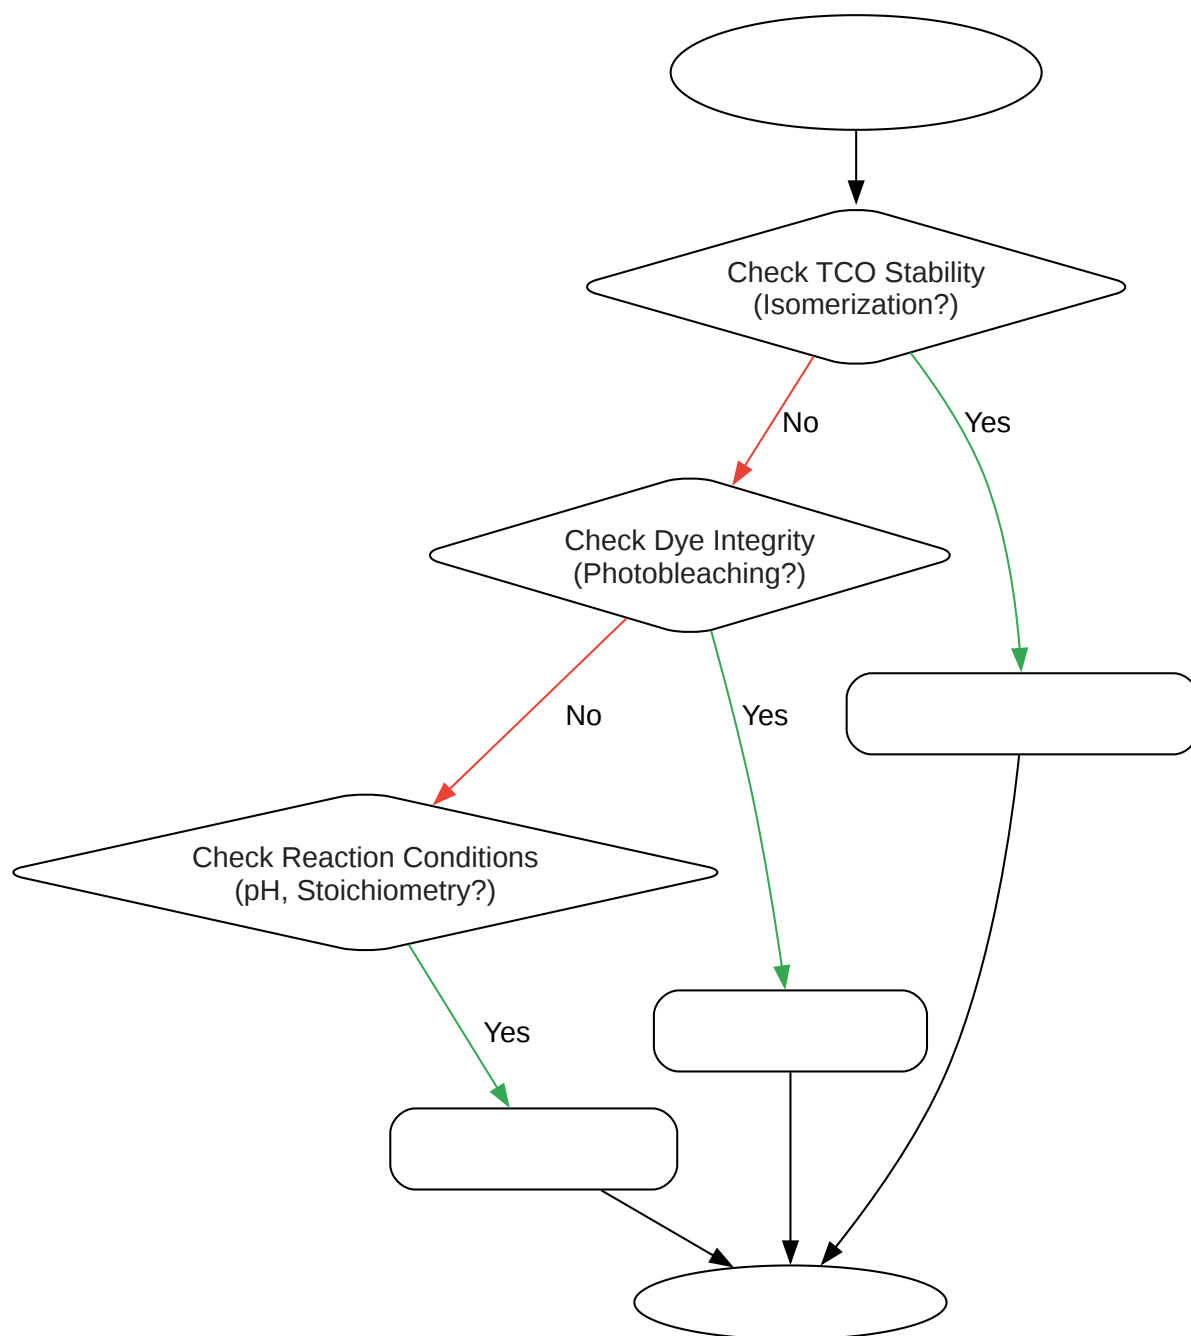 Check TCO Stability
(Isomerization?)
No
Yes
Check Dye Integrity
(Photobleaching?)
No
Yes
Check Reaction Conditions
(pH, Stoichiometry?)
Yes